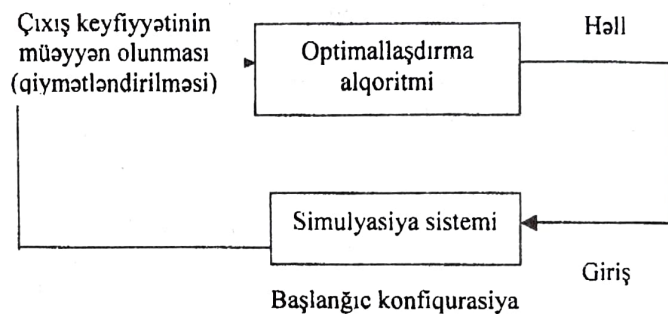 Çıxış keyfiyyətinin
müəyyən olunması
(qiymətləndirilməsi)
Optimallaşdırma
alqoritmi
Həll
Simulyasiya sistemi
Giriş
Başlanğıc konfiqurasiya